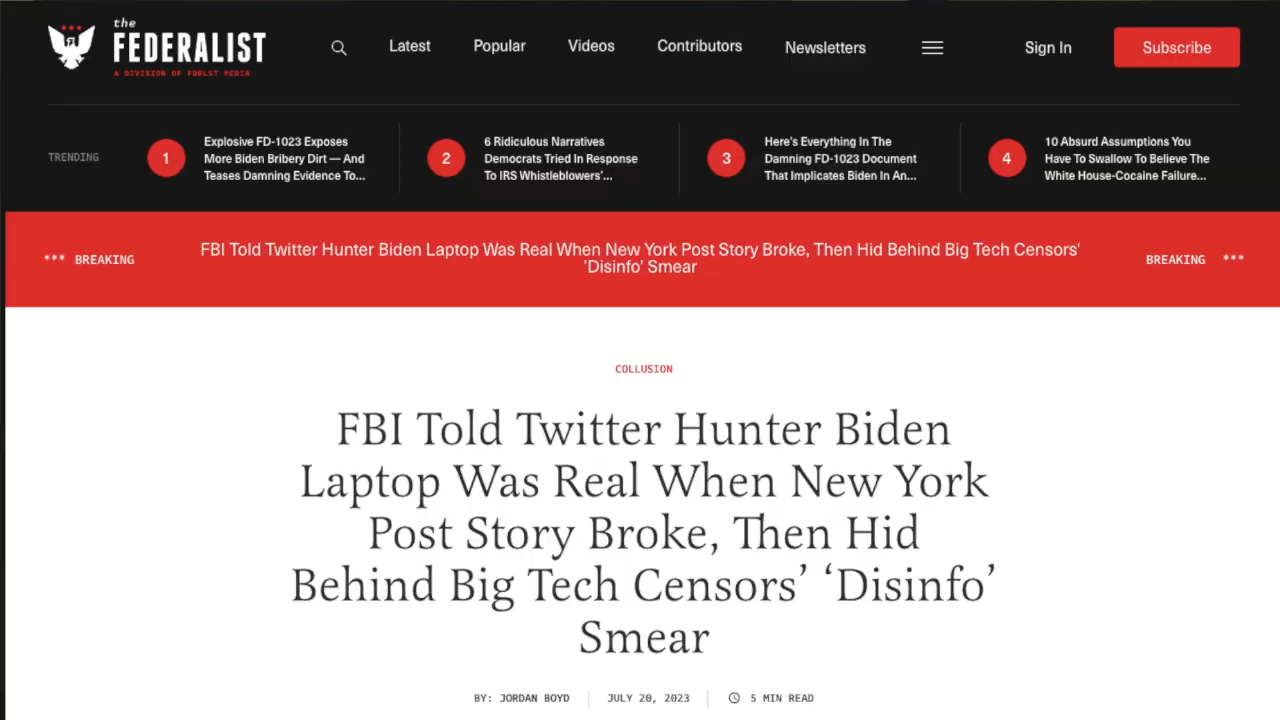 the
FEDERALIST
A DIVISION OF FDRLST MEDIA
Latest
Popular
Videos
Contributors
Newsletters
Sign In
Subscribe
TRENDING
1
Explosive FD-1023 Exposes
More Biden Bribery Dirt — And
Teases Damning Evidence To...
2
6 Ridiculous Narratives
Democrats Tried In Response
To IRS Whistleblowers'...
3
Here's Everything In The
Damning FD-1023 Document
That Implicates Biden In An...
4
10 Absurd Assumptions You
Have To Swallow To Believe The
White House-Cocaine Failure...
*** BREAKING
FBI Told Twitter Hunter Biden Laptop Was Real When New York Post Story Broke, Then Hid Behind Big Tech Censors'
'Disinfo' Smear
BREAKING ***
COLLUSION
FBI Told Twitter Hunter Biden
Laptop Was Real When New York
Post Story Broke, Then Hid
Behind Big Tech Censors’ ‘Disinfo’
Smear
BY: JORDAN BOYD
JULY 20, 2023
5 MIN READ